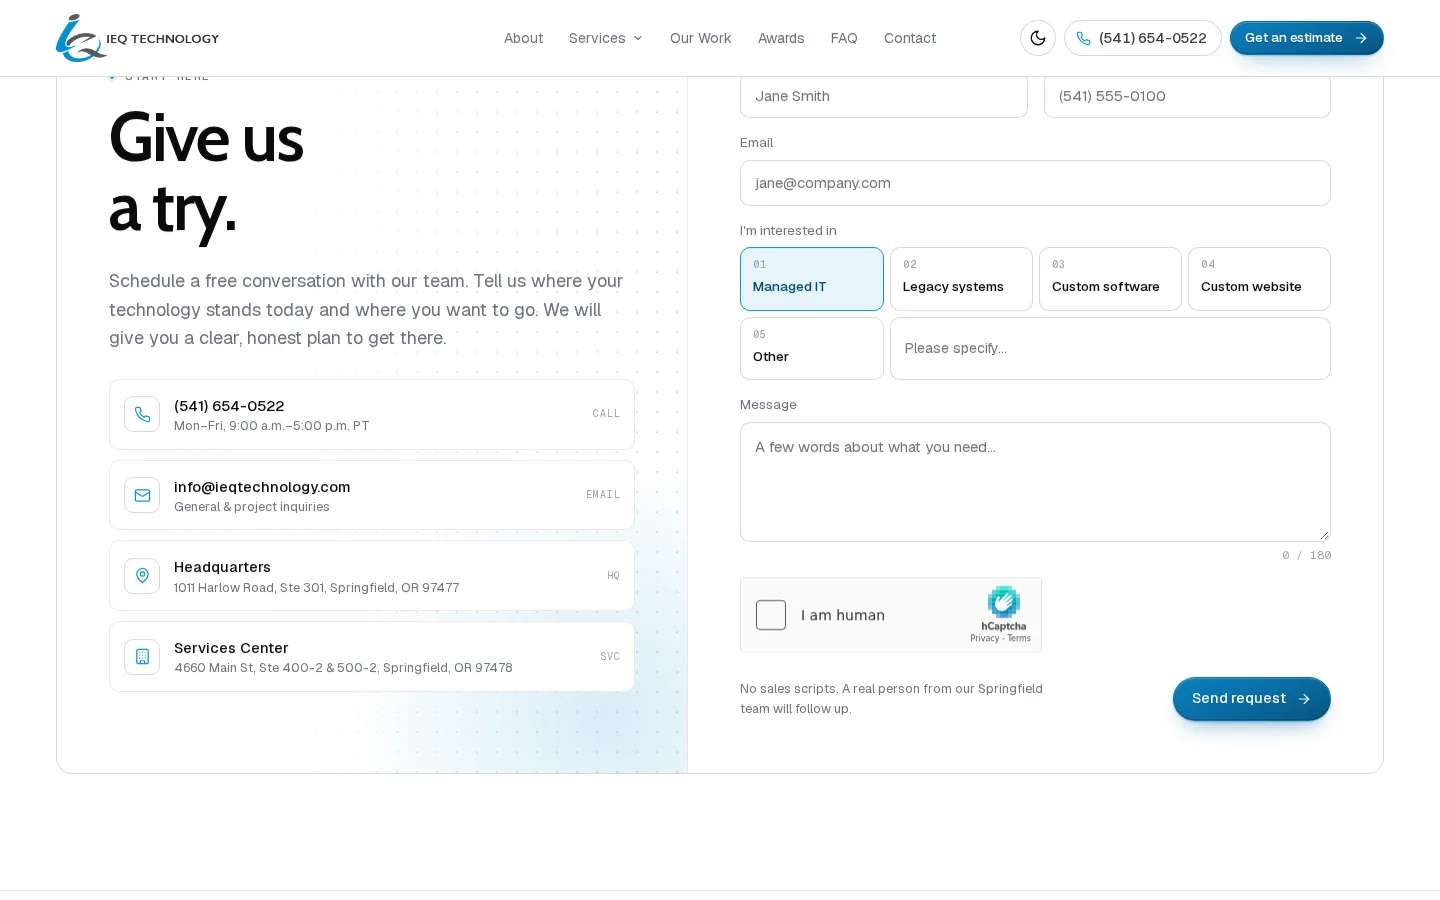 IEQ TECHNOLOGY
About
Services
Our Work
Awards
FAQ
Contact
(541) 654-0522
Get an estimate
START HERE
Give us
a try.
Schedule a free conversation with our team. Tell us where your
technology stands today and where you want to go. We will
give you a clear, honest plan to get there.
(541) 654-0522
Mon–Fri, 9:00 a.m.–5:00 p.m. PT
CALL
info@ieqtechnology.com
General & project inquiries
EMAIL
Headquarters
1011 Harlow Road, Ste 301, Springfield, OR 97477
HQ
Services Center
4660 Main St, Ste 400-2 & 500-2, Springfield, OR 97478
SVC
Jane Smith
(541) 555-0100
Email
jane@company.com
I'm interested in
01
Managed IT
02
Legacy systems
03
Custom software
04
Custom website
05
Other
Please specify...
Message
A few words about what you need...
0 / 180
I am human
hCaptcha
Privacy - Terms
No sales scripts. A real person from our Springfield
team will follow up.
Send request